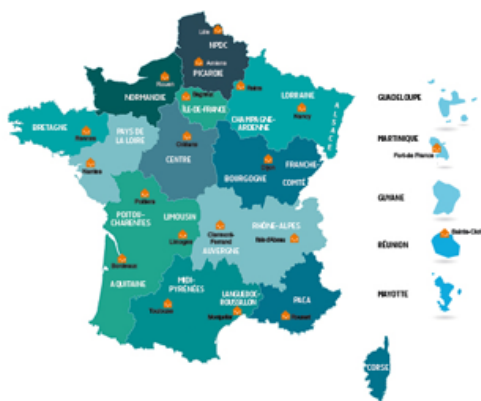 Lille
NPDC
Amiens
PICARDIE
Rouen
NORMANDIE
ÎLE-DE-FRANCE
LORRAINE
Nancy
CHAMPAGNE-
ARDENNE
ALSACE
BRETAGNE
Rennes
PAYS DE
LA LOIRE
Nantes
Orléans
CENTRE
Dijon
BOURGOGNE
FRANCHE-
COMTÉ
Poitiers
POITOU-
CHARENTES
LIMOUSIN
Limoges
Clermont-
Ferrand
AUVERGNE
RHÔNE-ALPES
Bordeaux
AQUITAINE
MIDI-
PYRÉNÉES
Toulouse
LANGUEDOC-
ROUSSILLON
Montpellier
PACA
CORSE
GUADELOUPE
MARTINIQUE
Fort-de-France
GUYANE
RÉUNION
MAYOTTE